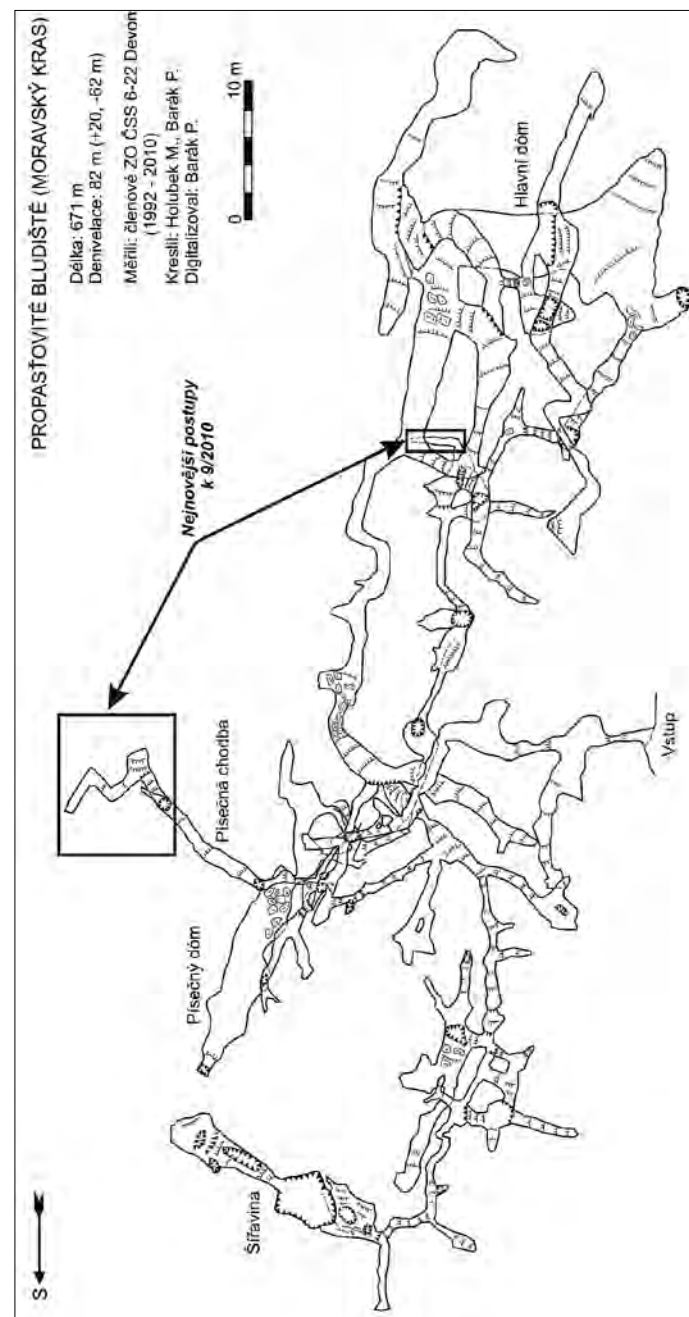 PROPASŤOVITÉ BLUDIŠTĚ (MORAVSKÝ KRAS)
Délka: 671 m
Denivelace: 82 m (+20, -62 m)
Měřili: členové ZO ČSS 6-22 Devon
(1992 - 2010)
Kreslil: Holubek M., Barák P.
Digitalizoval: Barák P.
0
10 m
Nejnovější postupy
k 9/2010
Hlavní dóm
Písečná chodba
Písečný dóm
Vstup
Šířavina
S